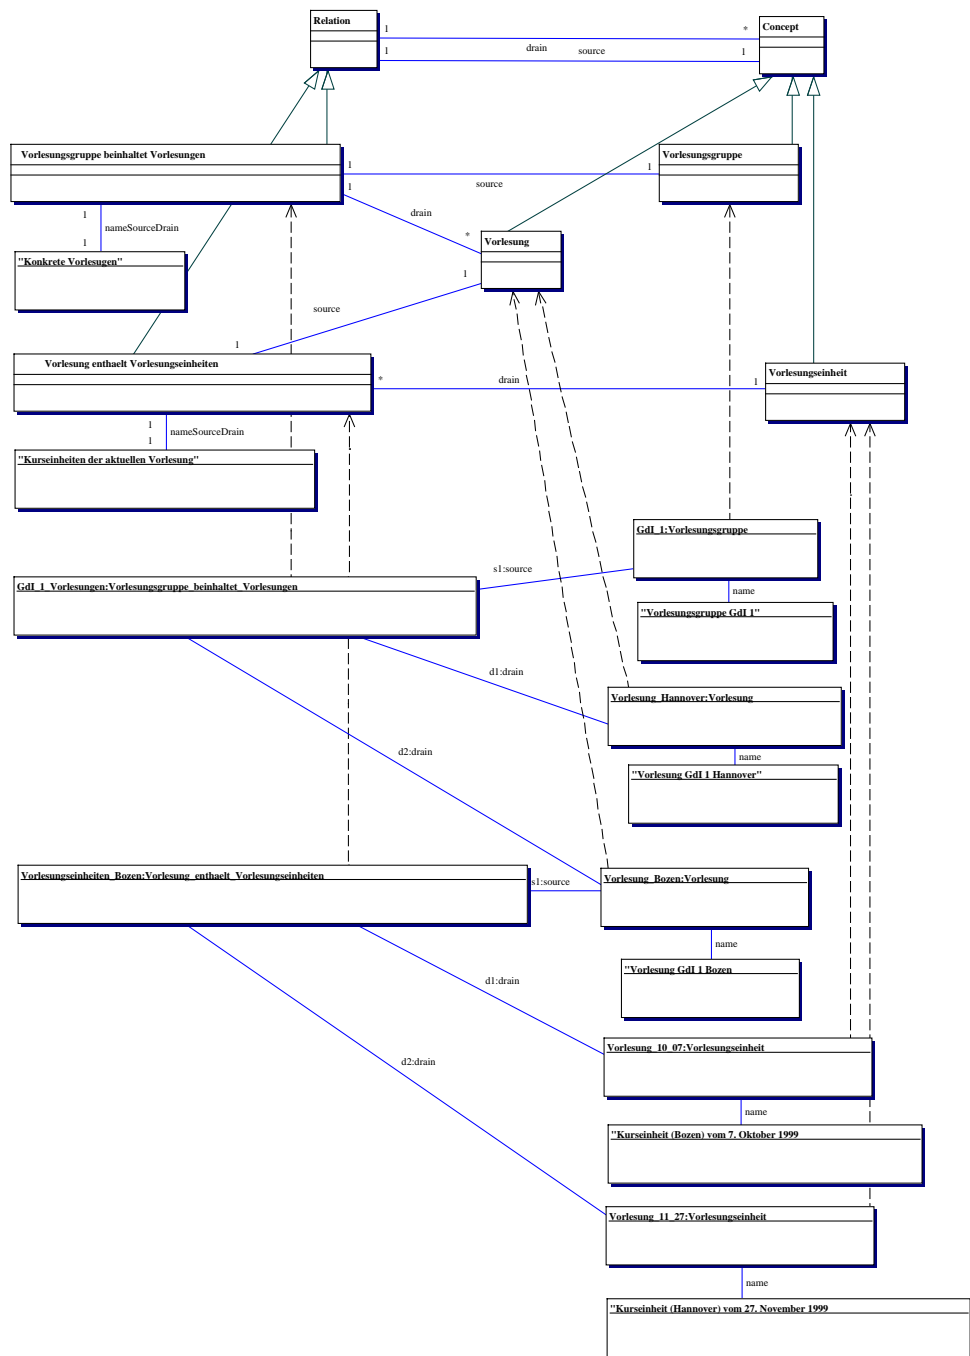 Relation
Concept
1
*
drain
source
1
1
Vorlesungsgruppe beinhaltet Vorlesungen
Vorlesungsgruppe
1
1
source
1
drain
1
nameSourceDrain
1
*
Vorlesung
"Konkrete Vorlesugen"
1
source
1
Vorlesung enthaelt Vorlesungseinheiten
Vorlesungseinheit
*
drain
1
1
nameSourceDrain
1
"Kurseinheiten der aktuellen Vorlesung"
GdI_1:Vorlesungsgruppe
s1:source
GdI_1_Vorlesungen:Vorlesungsgruppe_beinhaltet_Vorlesungen
name
"Vorlesungsgruppe GdI 1"
d1:drain
Vorlesung_Hannover:Vorlesung
d2:drain
name
"Vorlesung GdI 1 Hannover"
Vorlesungseinheiten_Bozen:Vorlesung_enthaelt_Vorlesungseinheiten
s1:source
Vorlesung_Bozen:Vorlesung
name
"Vorlesung GdI 1 Bozen
d1:drain
Vorlesung_10_07:Vorlesungseinheit
d2:drain
name
"Kurseinheit (Bozen) vom 7. Oktober 1999
Vorlesung_11_27:Vorlesungseinheit
name
"Kurseinheit (Hannover) vom 27. November 1999